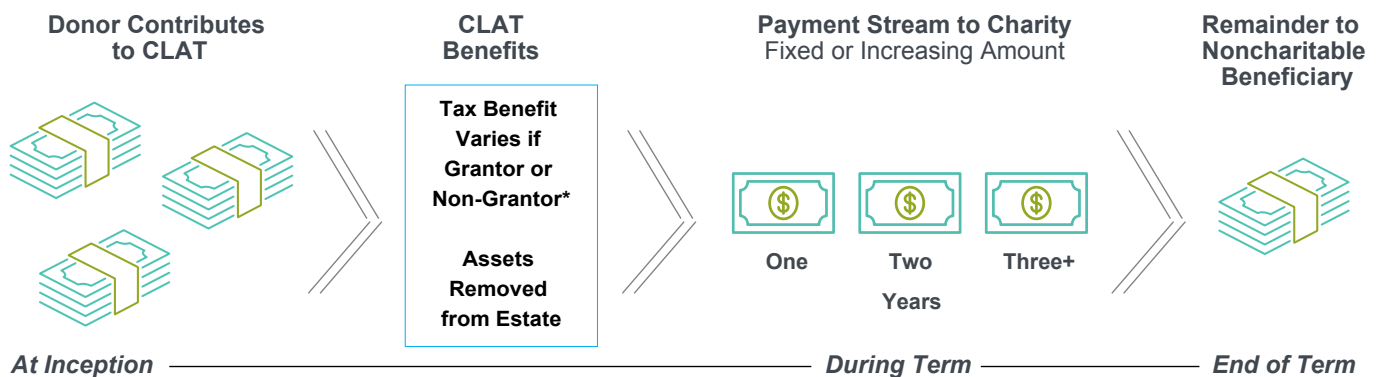 Donor Contributes
to CLAT
CLAT
Benefits
Payment Stream to Charity
Fixed or Increasing Amount
Remainder to
Noncharitable
Beneficiary
Tax Benefit
Varies if
Grantor or
Non-Grantor*
Assets
Removed
from Estate
$ $ $
One Two Three+
Years
At Inception During Term End of Term